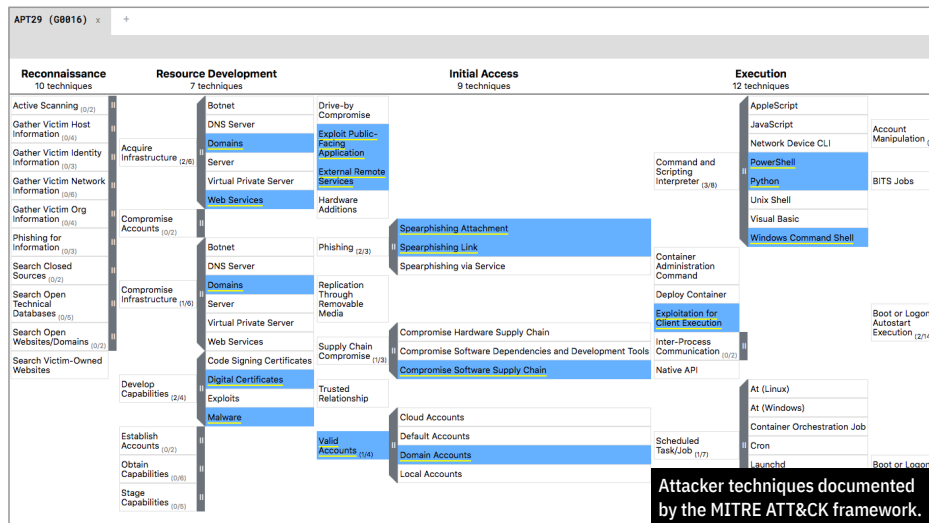 APT29 (G0016) x +
Reconnaissance
10 techniques
Active Scanning (0/2)
Gather Victim Host
Information (0/4)
Gather Victim Identity
Information (0/3)
Gather Victim Network
Information (0/6)
Gather Victim Org
Information (0/4)
Phishing for
Information (0/3)
Search Closed
Sources (0/2)
Search Open
Technical
Databases (0/5)
Search Open
Websites/Domains (0/2)
Search Victim-Owned
Websites
Resource Development
7 techniques
Acquire
Infrastructure (2/6)
Botnet
DNS Server
Domains
Server
Virtual Private Server
Web Services
Compromise
Accounts (0/2)
Compromise
Infrastructure (1/6)
Botnet
DNS Server
Domains
Server
Virtual Private Server
Web Services
Develop
Capabilities (2/4)
Code Signing Certificates
Digital Certificates
Exploits
Malware
Establish
Accounts (0/2)
Obtain
Capabilities (0/6)
Stage
Capabilities (0/5)
Initial Access
9 techniques
Drive-by
Compromise
Exploit Public-
Facing
Application
External Remote
Services
Hardware
Additions
Phishing (2/3)
Spearphishing Attachment
Spearphishing Link
Spearphishing via Service
Replication
Through
Removable
Media
Supply Chain
Compromise (1/3)
Compromise Hardware Supply Chain
Compromise Software Dependencies and Development Tools
Compromise Software Supply Chain
Trusted
Relationship
Valid
Accounts (1/4)
Cloud Accounts
Default Accounts
Domain Accounts
Local Accounts
Execution
12 techniques
Command and
Scripting
Interpreter (3/8)
AppleScript
JavaScript
Network Device CLI
PowerShell
Python
Unix Shell
Visual Basic
Windows Command Shell
Container
Administration
Command
Deploy Container
Exploitation for
Client Execution
Inter-Process
Communication (0/2)
Native API
Scheduled
Task/Job (1/7)
At (Linux)
At (Windows)
Container Orchestration Job
Cron
Launchd
Account
Manipulation
BITS Jobs
Boot or Logon
Autostart
Execution (2/14
Boot or Logon
Attacker techniques documented
by the MITRE ATT&CK framework.